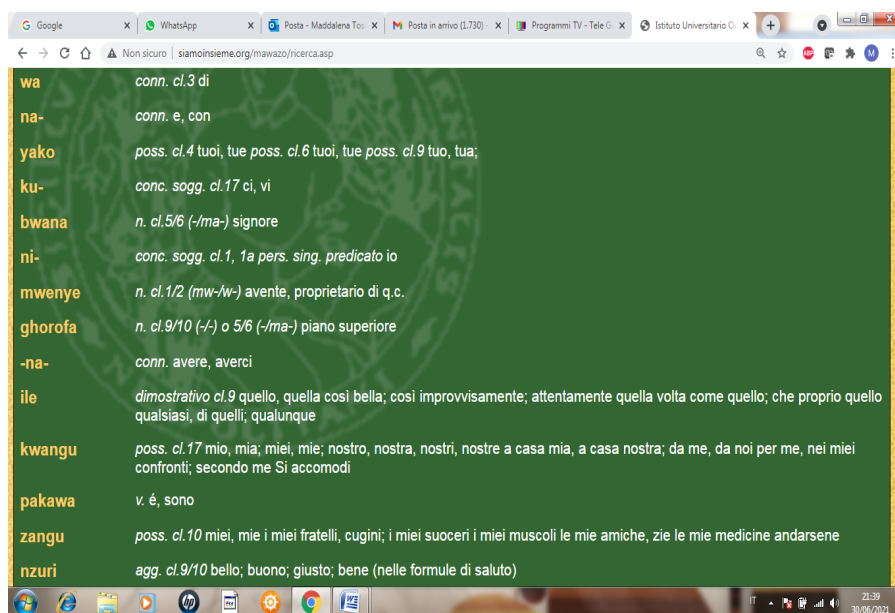 Google
WhatsApp
Posta - Maddalena Tos
Posta in arrivo (1.730) -
Programmi TV - Tele G
Istituto Universitario O
Non sicuro | siamoinsieme.org/mawazo/ricerca.asp
wa conn. cl.3 di
na- conn. e, con
yako poss. cl.4 tuoi, tue poss. cl.6 tuoi, tue poss. cl.9 tuo, tua;
ku- conc. sogg. cl.17 ci, vi
bwana n. cl.5/6 (-/ma-) signore
ni- conc. sogg. cl.1, 1a pers. sing. predicato io
mwenye n. cl.1/2 (mw-/w-) avente, proprietario di q.c.
ghorofa n. cl.9/10 (-/-) o 5/6 (-/ma-) piano superiore
-na- conn. avere, averci
ile dimostrativo cl.9 quello, quella così bella; così improvvisamente; attentamente quella volta come quello; che proprio quello
qualsiasi, di quelli; qualunque
kwangu poss. cl.17 mio, mia; miei, mie; nostro, nostra, nostri, nostre a casa mia, a casa nostra; da me, da noi per me, nei miei
confronti; secondo me Si accomodi
pakawa v. é, sono
zangu poss. cl.10 miei, mie i miei fratelli, cugini; i miei suoceri i miei muscoli le mie amiche, zie le mie medicine andarsene
nzuri agg. cl.9/10 bello; buono; giusto; bene (nelle formule di saluto)
IT
21:39